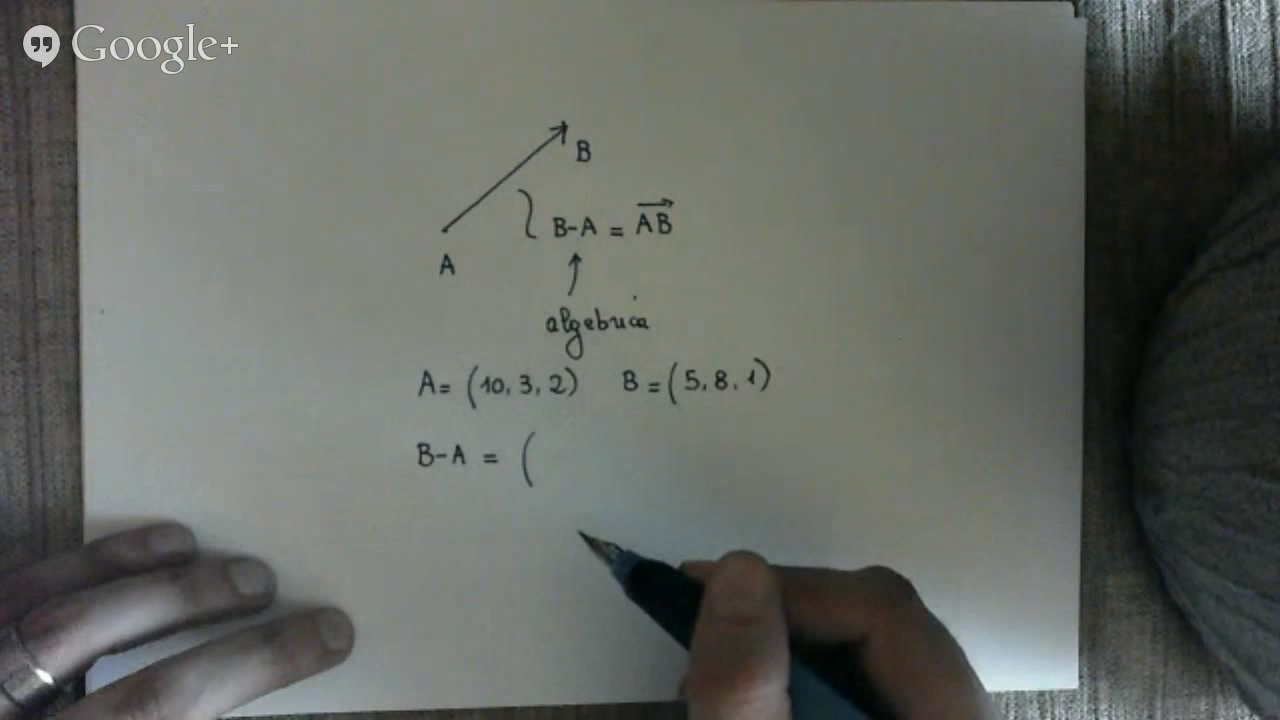 Google+
B
B-A = AB
A
algebrica
A= (10, 3, 2) B = (5, 8, 1)
B-A = (